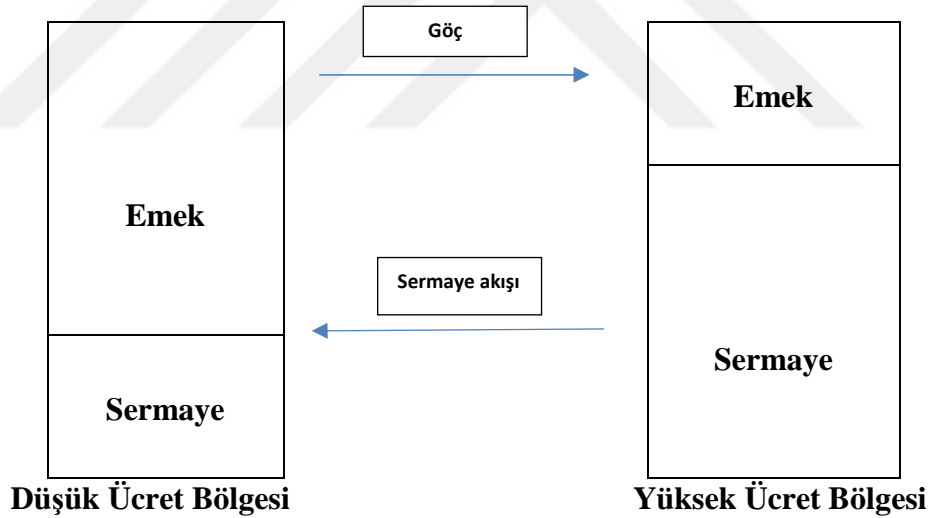 Göç
Emek
Emek
Sermaye akışı
Sermaye
Sermaye
Düşük Ücret Bölgesi
Yüksek Ücret Bölgesi